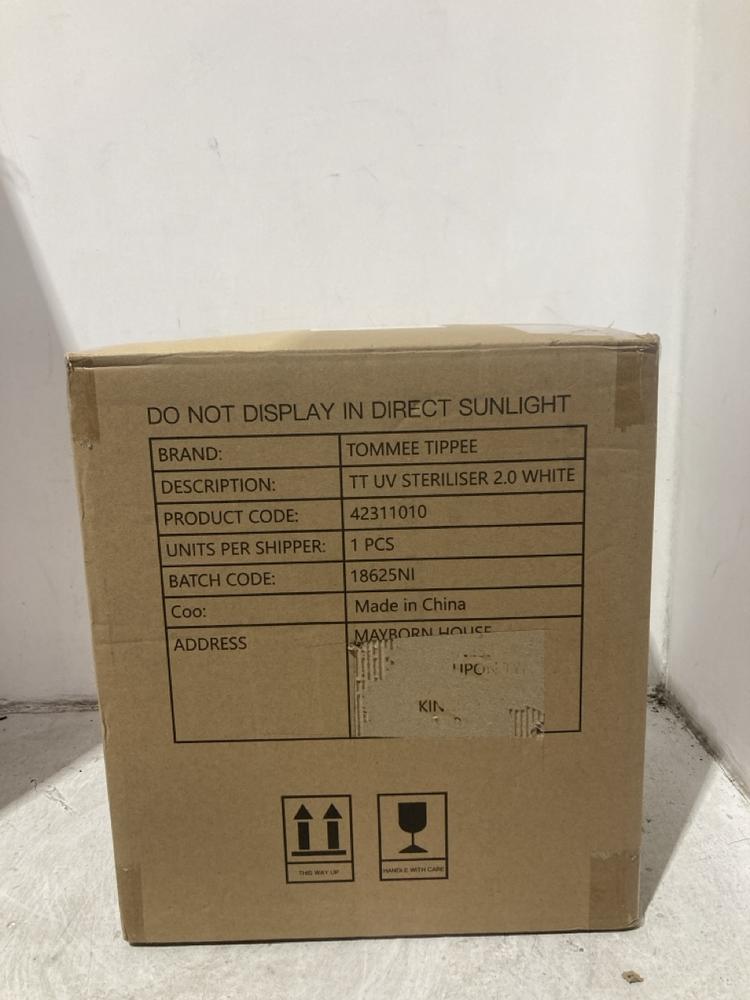 DO NOT DISPLAY IN DIRECT SUNLIGHT
BRAND: TOMMEE TIPPEE
DESCRIPTION: TT UV STERILISER 2.0 WHITE
PRODUCT CODE: 42311010
UNITS PER SHIPPER: 1 PCS
BATCH CODE: 18625NI
Coo: Made in China
ADDRESS MAYBORN HOUSE
UPON
KIN
THIS WAY UP
HANDLE WITH CARE